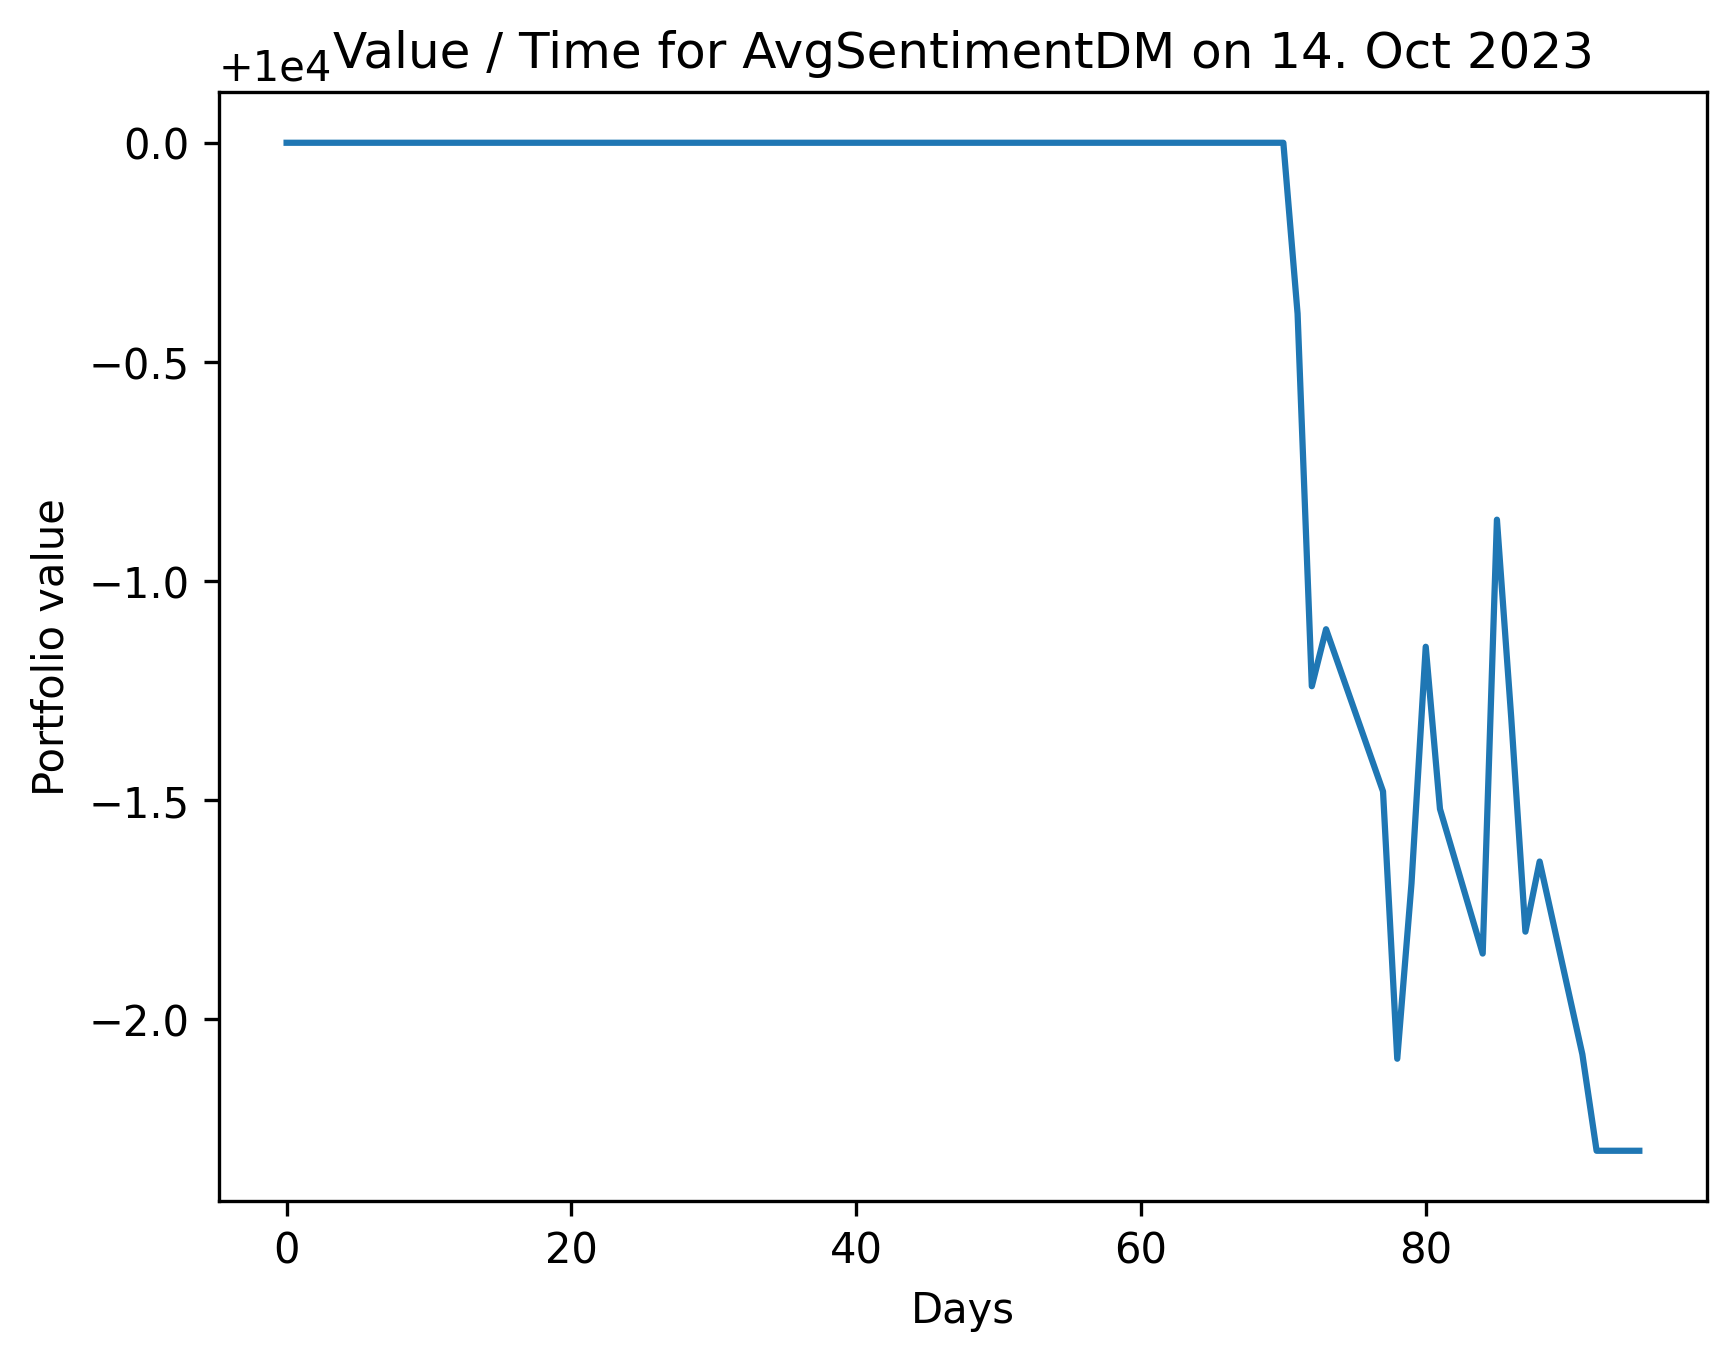 Value / Time for AvgSentimentDM on 14. Oct 2023
+1e4
0.0
−0.5
−1.0
−1.5
−2.0
Portfolio value
0 20 40 60 80
Days